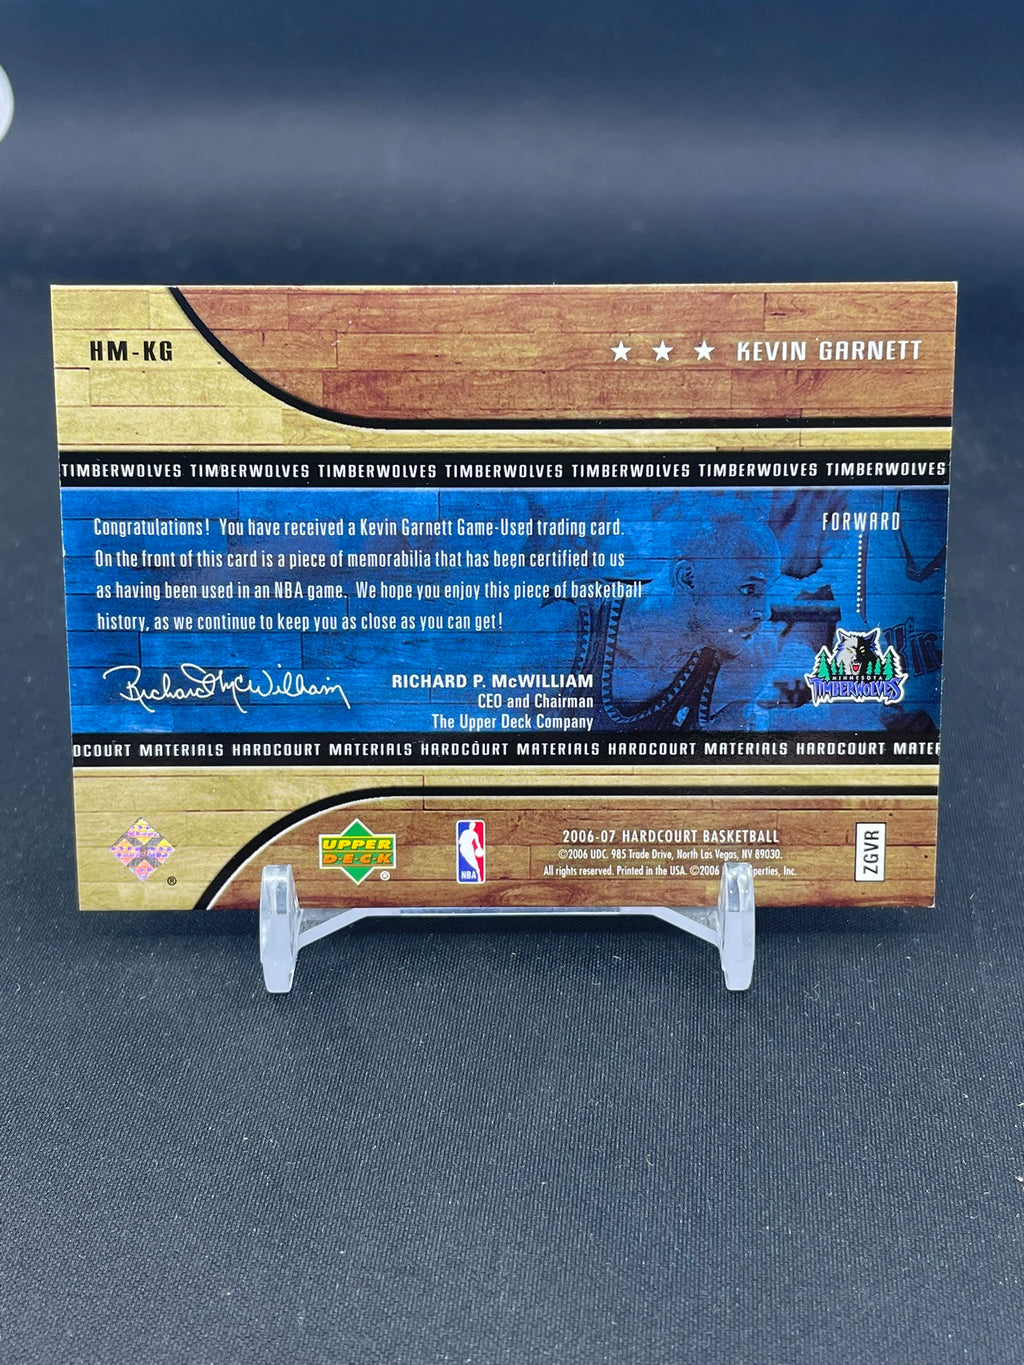 HM-KG
★ ★ ★ KEVIN GARNETT
TIMBERWOLVES TIMBERWOLVES TIMBERWOLVES TIMBERWOLVES TIMBERWOLVES TIMBERWOLVES TIMBERWOLVES
Congratulations! You have received a Kevin Garnett Game-Used trading card.
On the front of this card is a piece of memorabilia that has been certified to us
as having been used in an NBA game. We hope you enjoy this piece of basketball
history, as we continue to keep you as close as you can get!
FORWARD
MINNESOTA
TIMBERWOLVES
Richard McWilliam
RICHARD P. McWILLIAM
CEO and Chairman
The Upper Deck Company
DCOURT MATERIALS HARDCOURT MATERIALS HARDCOURT MATERIALS HARDCOURT MATERIALS HARDCOURT MATER
®
UPPER
DECK
®
NBA
2006-07 HARDCOURT BASKETBALL
©2006 UDC. 985 Trade Drive, North Las Vegas, NV 89030.
All rights reserved. Printed in the USA. ©2006 perties, Inc.
ZGVR